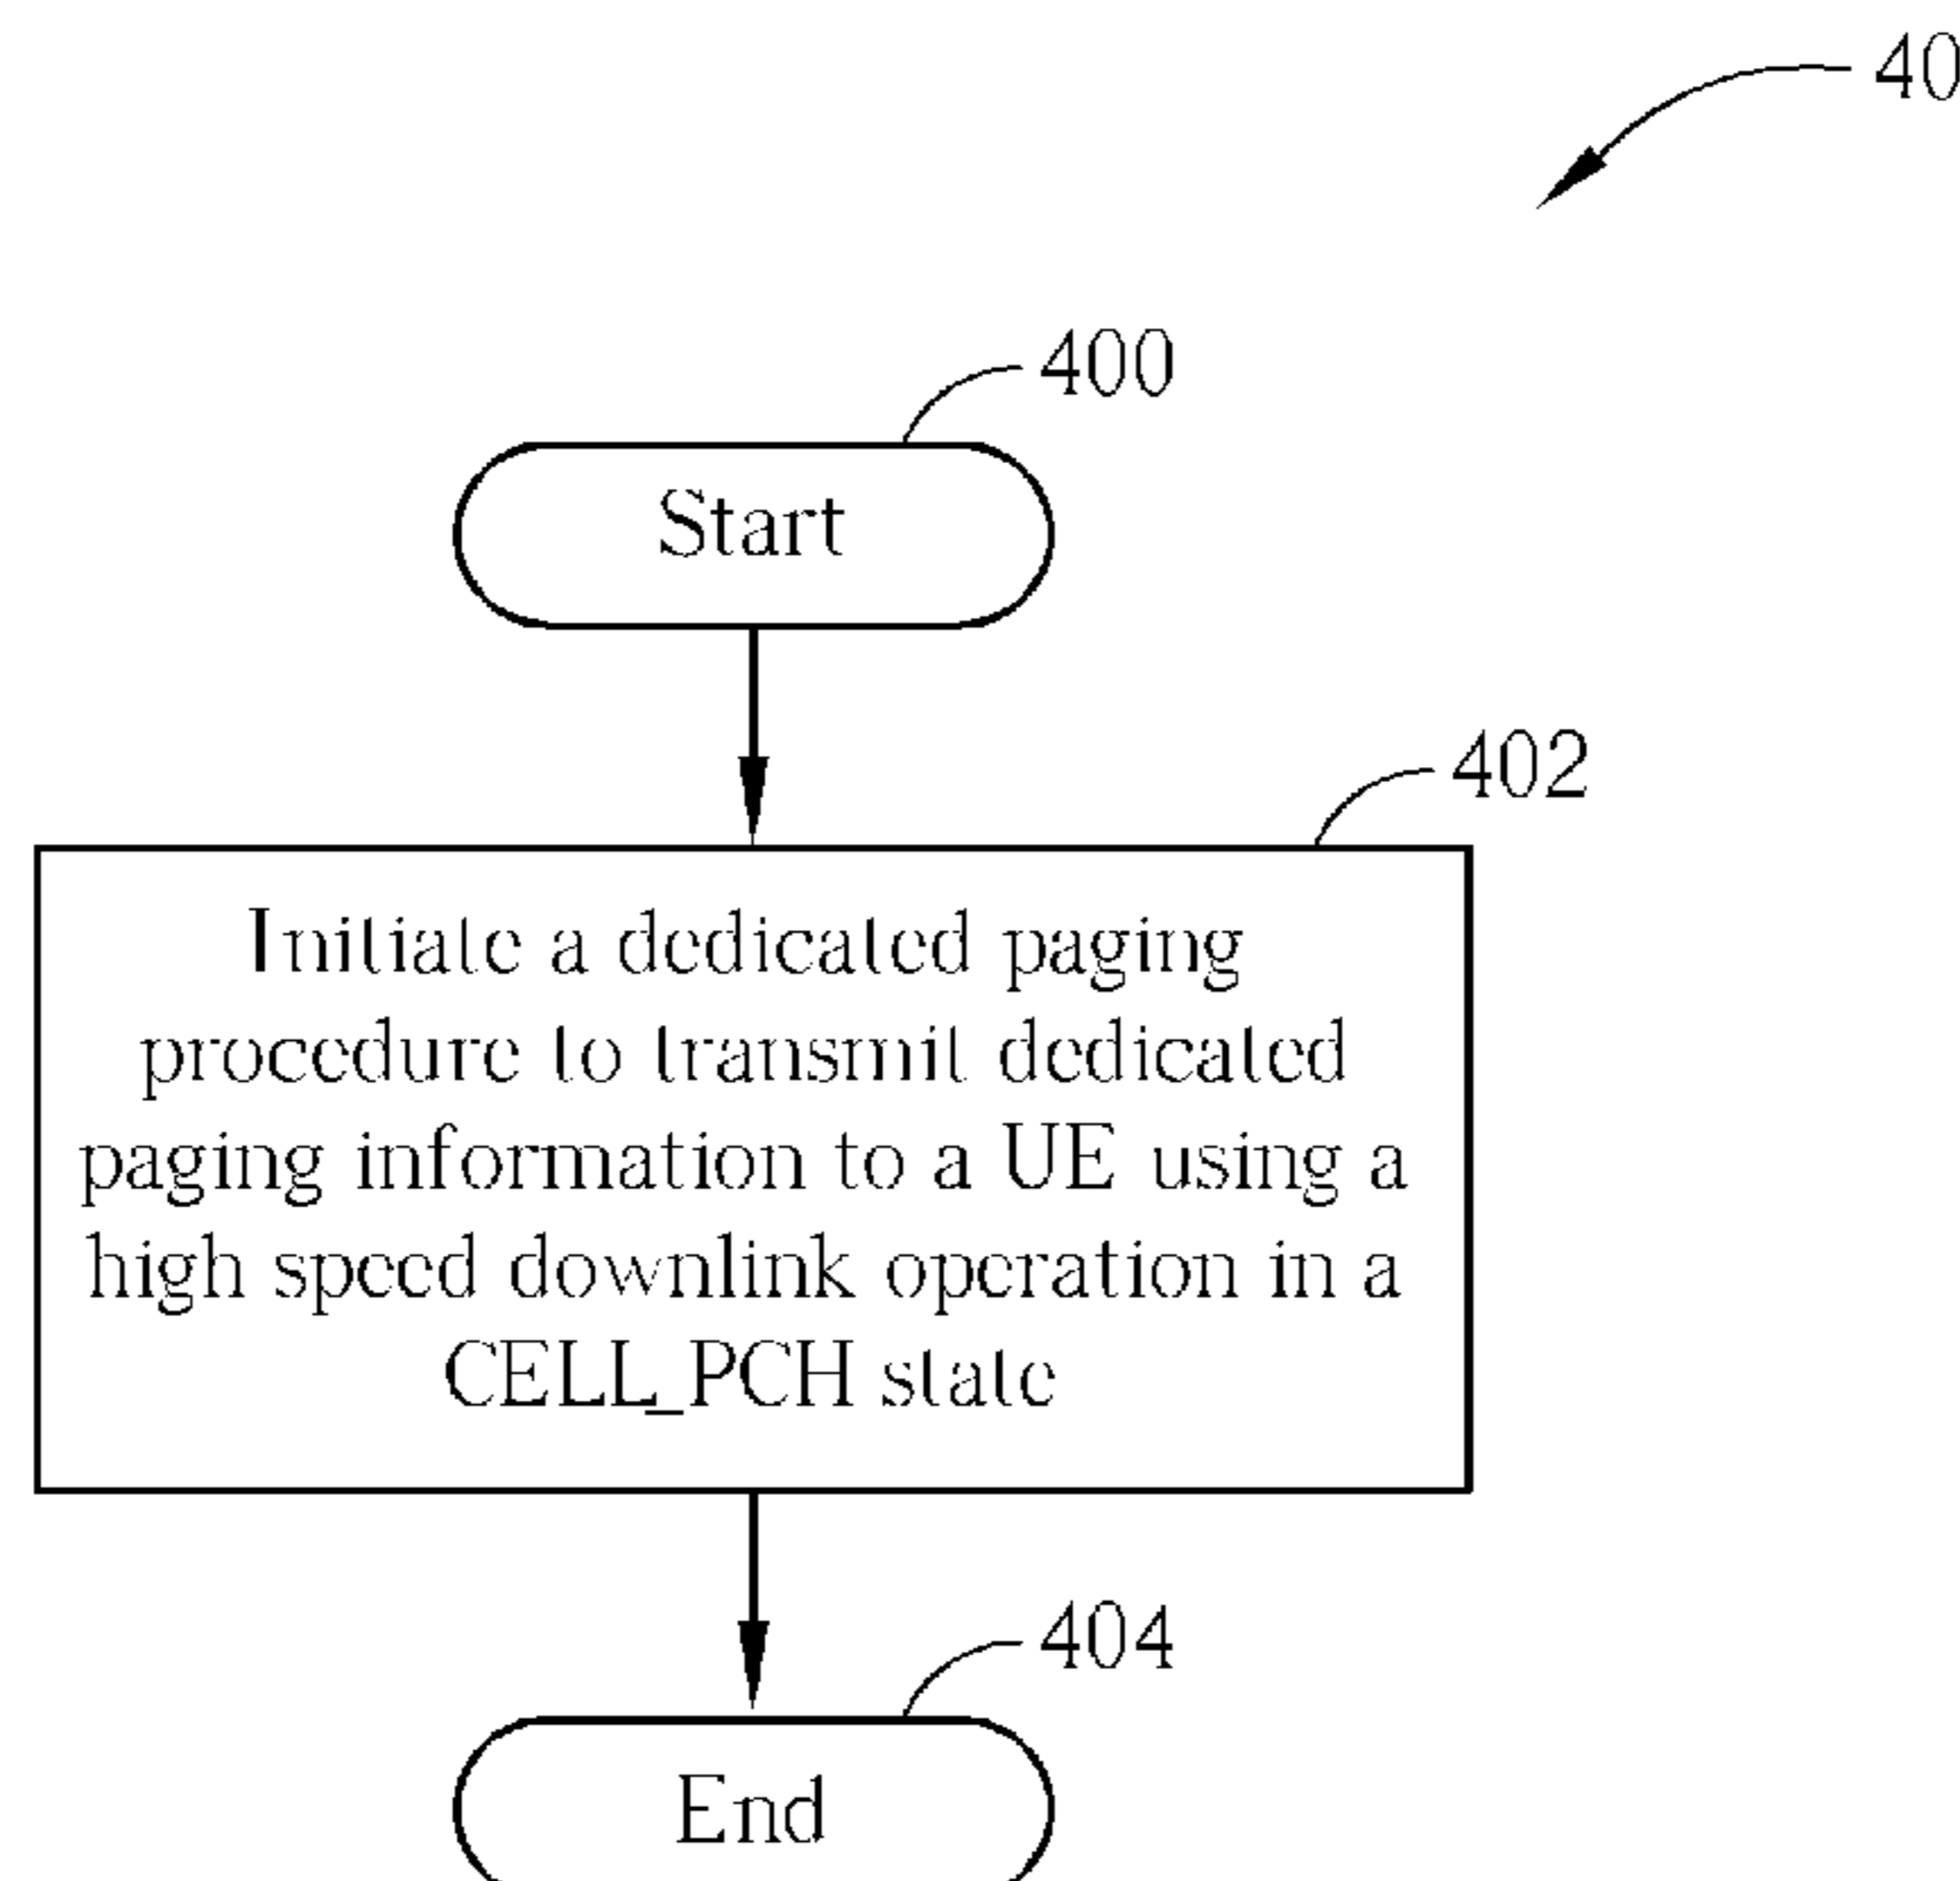 40
400
Start
402
Initiate a dedicated paging
procedure to transmit dedicated
paging information to a UE using a
high speed downlink operation in a
CELL_PCH state
404
End